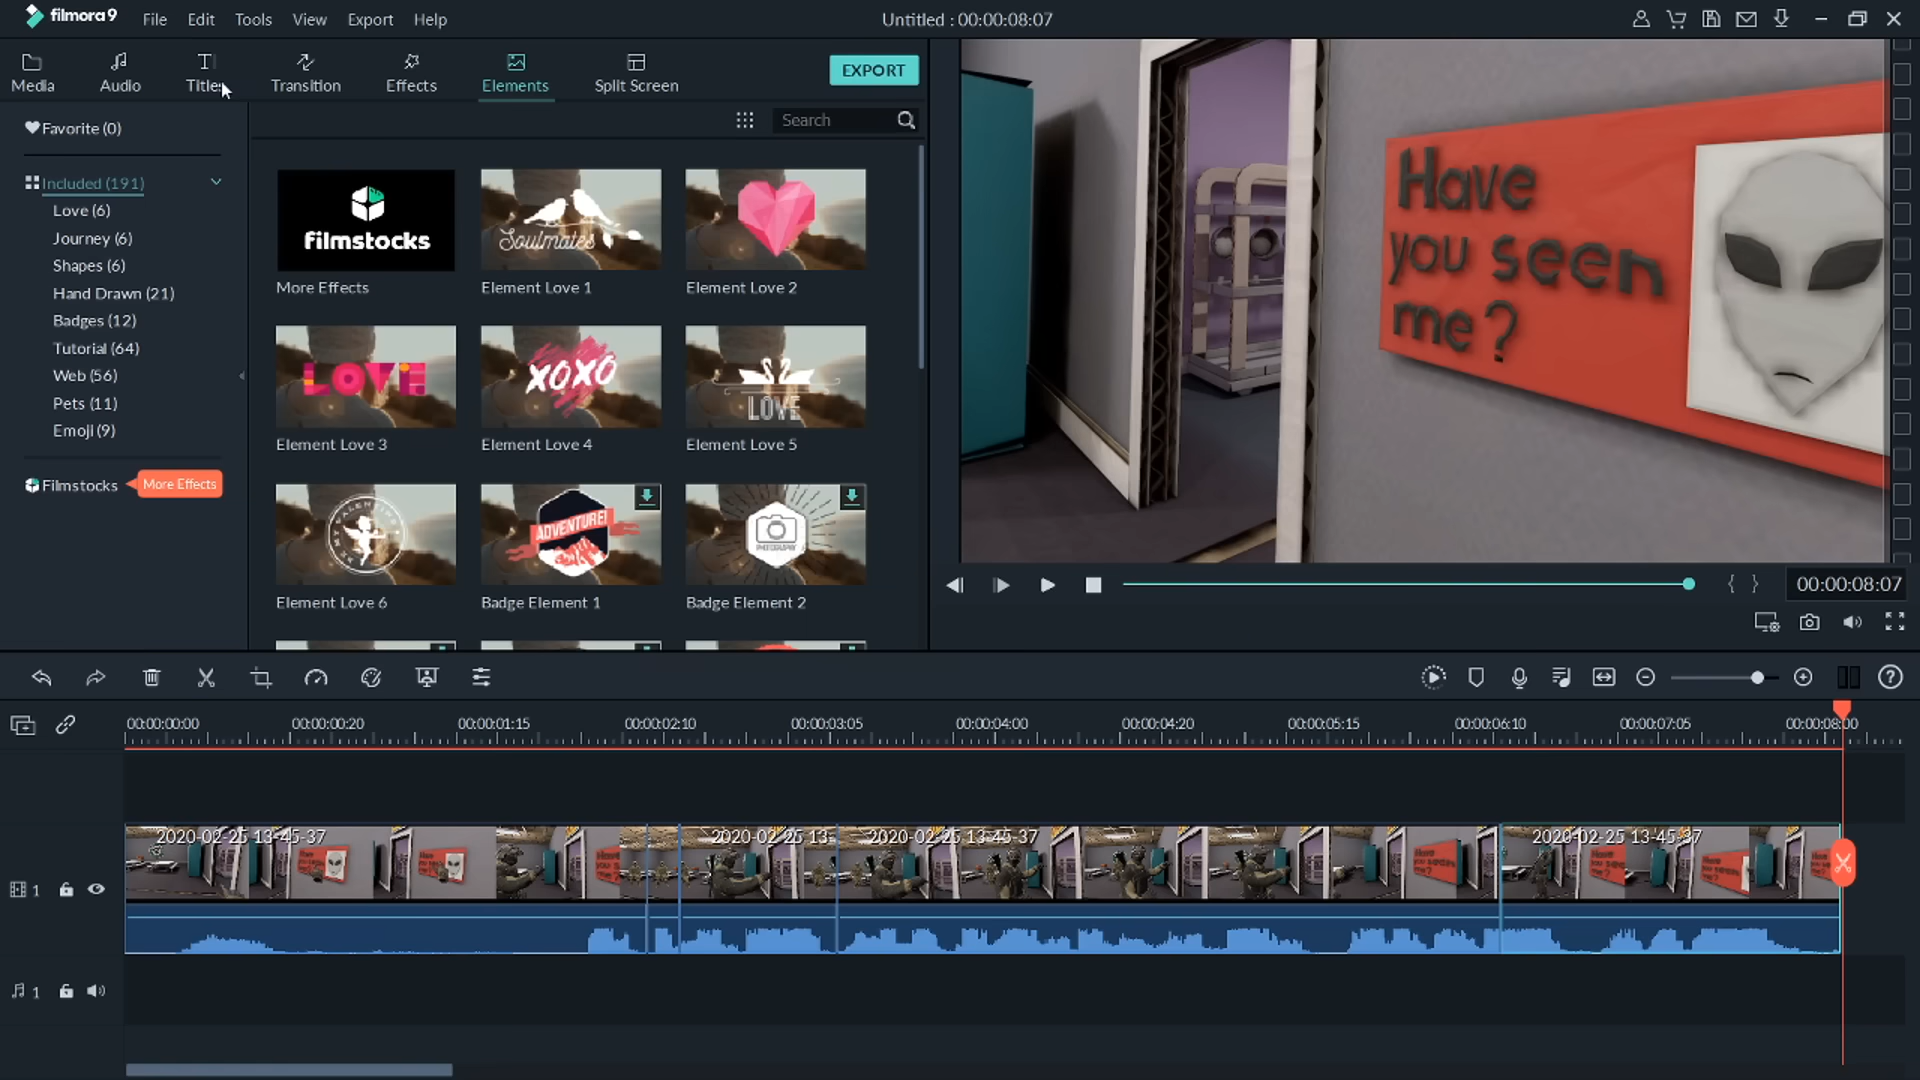 filmora9 File Edit Tools View Export Help Untitled : 00:00:08:07
Media Audio Titles Transition Effects Elements Split Screen EXPORT
Favorite (0)
Search
Included (191)
Love (6)
Journey (6)
Shapes (6)
Hand Drawn (21)
Badges (12)
Tutorial (64)
Web (56)
Pets (11)
Emoji (9)
Filmstocks More Effects
filmstocks
Soulmates
More Effects Element Love 1 Element Love 2
LOVE XOXO LOVE
Element Love 3 Element Love 4 Element Love 5
ADVENTURE!
PHOTOGRAPHY
Element Love 6 Badge Element 1 Badge Element 2
Have
you seen
me?
{ } 00:00:08:07
00:00:00:00 00:00:00:20 00:00:01:15 00:00:02:10 00:00:03:05 00:00:04:00 00:00:04:20 00:00:05:15 00:00:06:10 00:00:07:05 00:00:08:00
2020-02-25 13-45-37 2020-02-25 13- 2020-02-25 13-45-37 2020-02-25 13-45-37
1
1